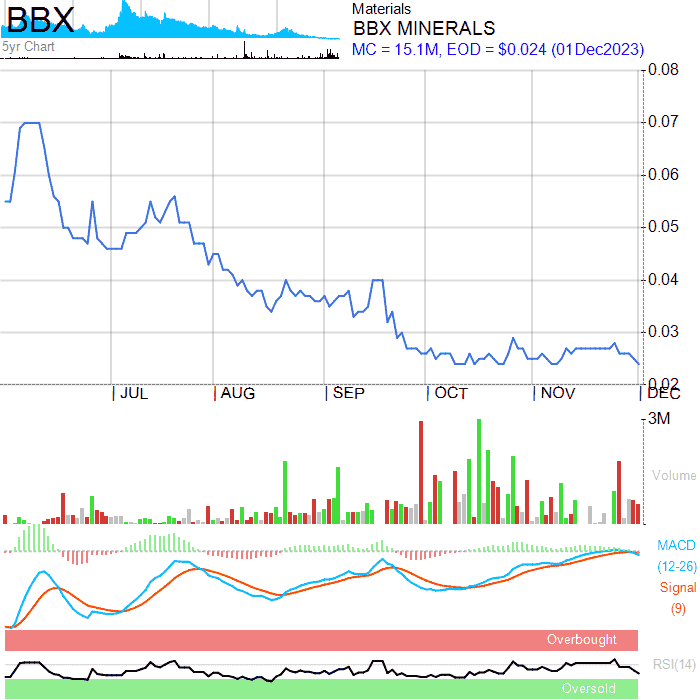 BBX
5yr Chart
Materials
BBX MINERALS
MC = 15.1M, EOD = $0.024 (01Dec2023)
0.08
0.07
0.06
0.05
0.04
0.03
0.02
JUL
AUG
SEP
OCT
NOV
DEC
3M
Volume
MACD
(12-26)
Signal
(9)
Overbought
RSI(14)
Oversold